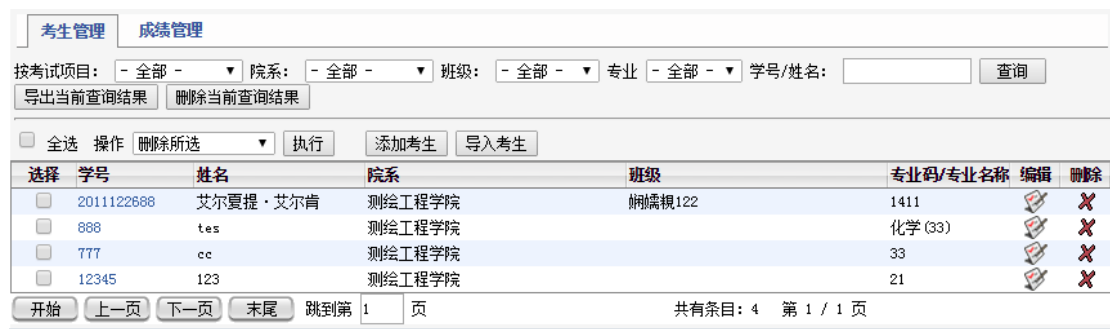 考生管理 成绩管理
按考试项目： - 全部 - 院系： - 全部 - 班级： - 全部 - 专业 - 全部 - 学号/姓名： 查询
导出当前查询结果 删除当前查询结果
全选 操作 删除所选 执行 添加考生 导入考生
选择 学号 姓名 院系 班级 专业码/专业名称 编辑 删除
2011122688 艾尔夏提·艾尔肯 测绘工程学院 娴嬬粯122 1411
888 tes 测绘工程学院 化学(33)
777 cc 测绘工程学院 33
12345 123 测绘工程学院 21
开始 上一页 下一页 末尾 跳到第 1 页 共有条目：4 第 1 / 1 页